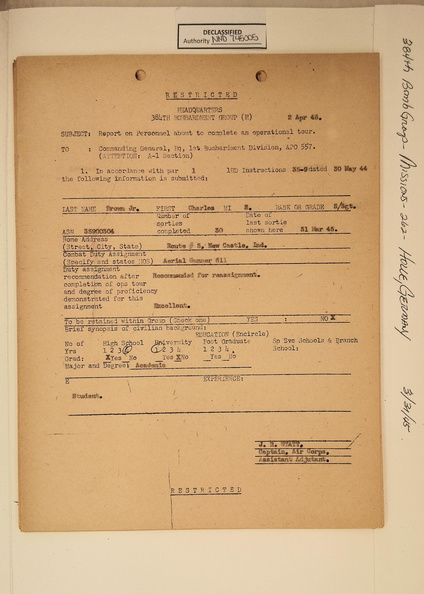 DECLASSIFIED
Authority NND 745005
RESTRICTED
HEADQUARTERS
384TH BOMBARDMENT GROUP (H)
2 Apr 45.
SUBJECT: Report on Personnel about to complete an operational tour.
TO : Commanding General, Hq, 1st Bombardment Division, APO 557.
(ATTENTION: A-1 Section)
1. In accordance with par 1 1BD Instructions 35-9 dated 30 May 44
the following information is submitted:
LAST NAME Brown Jr. FIRST Charles MI E. RANK OR GRADE S/Sgt.
Number of Date of
sorties last sortie
ASN 35900304 completed 30 shown here 31 Mar 45.
Home Address
(Street, City, State) Route # 5, New Castle, Ind.
Combat Duty Assignment
(Specify and state MOS) Aerial Gunner 611
Duty assignment
recommendation after Recommended for reassignment.
completion of ops tour
and degree of proficiency
demonstrated for this
assignment Excellent.
To be retained within Group (Check one) YES : NO X
Brief synopsis of civilian background:
EDUCATION (Encircle)
No of High School University Post Graduate Sp Svc Schools & Branch
Yrs 1 2 3 4 1 2 3 4 1 2 3 4 School:
Grad: X Yes No Yes X No Yes No
Major and Degree: Academic
EXPERIENCE:
Student.
J. H. WYATT,
Captain, Air Corps,
Assistant Adjutant.
RESTRICTED
384th Bomb Group - Mission - 242 - Halle, Germany 3/31/45